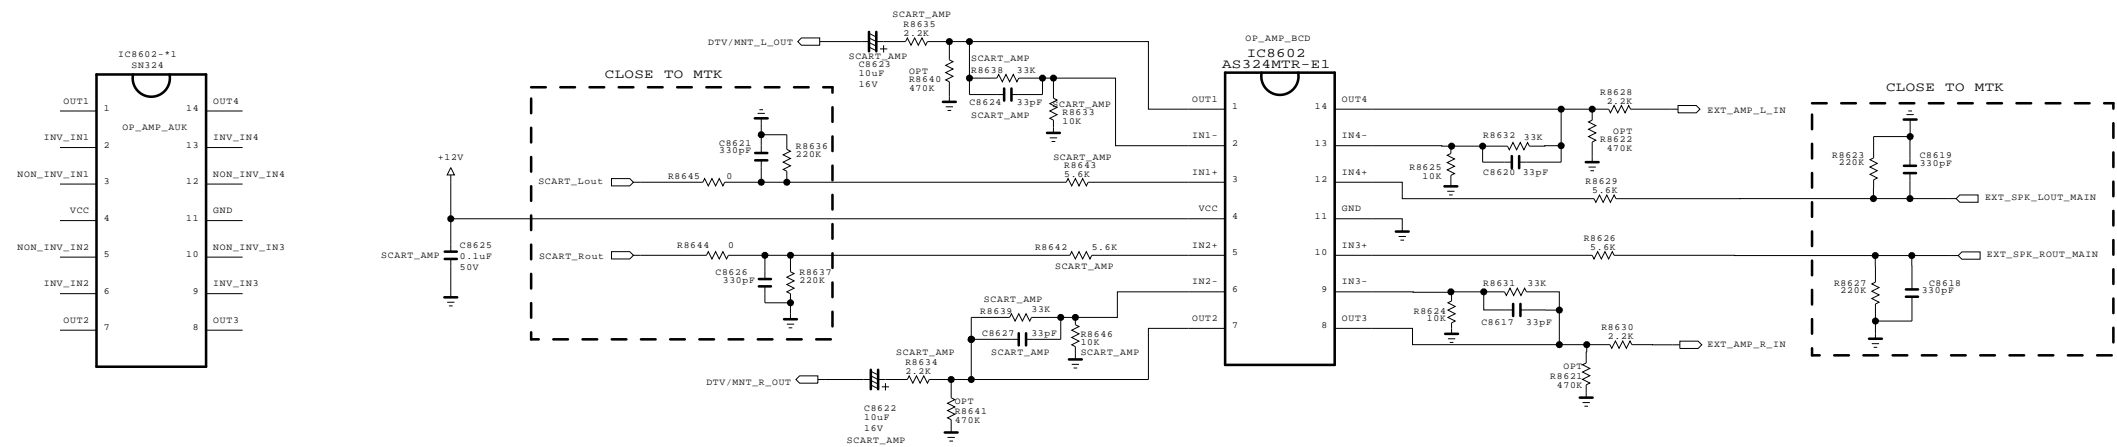 IC8602-*1
SN324
OUT1
1
14
OUT4
OP_AMP_AUK
INV_IN1
2
13
INV_IN4
NON_INV_IN1
3
12
NON_INV_IN4
VCC
4
11
GND
NON_INV_IN2
5
10
NON_INV_IN3
INV_IN2
6
9
INV_IN3
OUT2
7
8
OUT3
+12V
SCART_AMP
C8625
0.1uF
50V
CLOSE TO MTK
C8621
330pF
R8636
220K
SCART_Lout
R8645
0
SCART_Rout
R8644
0
C8626
330pF
R8637
220K
DTV/MNT_L_OUT
SCART_AMP
R8635
2.2K
SCART_AMP
C8623
10uF
16V
+
OPT
R8640
470K
SCART_AMP
R8638
33K
C8624
33pF
SCART_AMP
SCART_AMP
R8633
10K
SCART_AMP
R8643
5.6K
R8642
5.6K
SCART_AMP
SCART_AMP
R8639
33K
C8627
33pF
SCART_AMP
R8646
10K
SCART_AMP
DTV/MNT_R_OUT
SCART_AMP
R8634
2.2K
+
C8622
10uF
16V
SCART_AMP
OPT
R8641
470K
OP_AMP_BCD
IC8602
AS324MTR-E1
OUT1
1
14
OUT4
IN1-
2
13
IN4-
IN1+
3
12
IN4+
VCC
4
11
GND
IN2+
5
10
IN3+
IN2-
6
9
IN3-
OUT2
7
8
OUT3
R8628
2.2K
EXT_AMP_L_IN
OPT
R8622
470K
R8632
33K
C8620
33pF
R8625
10K
R8629
5.6K
R8626
5.6K
R8631
33K
C8617
33pF
R8624
10K
R8630
2.2K
EXT_AMP_R_IN
OPT
R8621
470K
CLOSE TO MTK
R8623
220K
C8619
330pF
EXT_SPK_LOUT_MAIN
EXT_SPK_ROUT_MAIN
R8627
220K
C8618
330pF